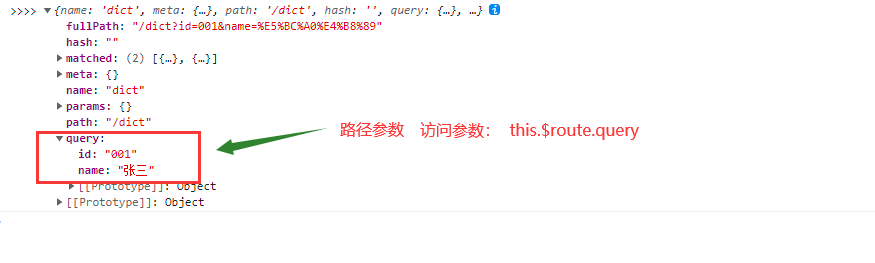 >>>> ▼{name: 'dict', meta: {…}, path: '/dict', hash: '', query: {…}, …} i
fullPath: "/dict?id=001&name=%E5%BC%A0%E4%B8%89"
hash: ""
▶matched: (2) [{…}, {…}]
▶meta: {}
name: "dict"
▶params: {}
path: "/dict"
▼query:
id: "001"
name: "张三"
▶[[Prototype]]: Object
▶[[Prototype]]: Object
路径参数 访问参数： this.$route.query